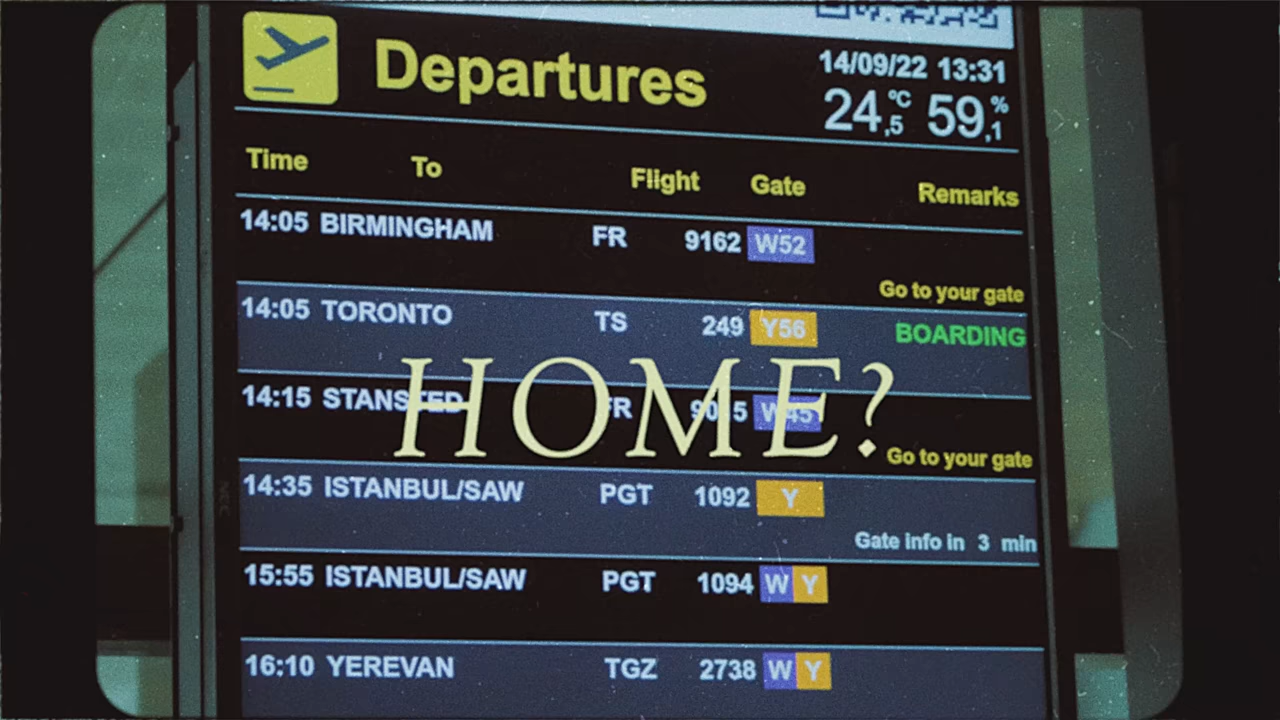 Departures
14/09/22 13:31
24,5 °C 59,1 %
Time To Flight Gate Remarks
14:05 BIRMINGHAM FR 9162 W52
Go to your gate
14:05 TORONTO TS 249 Y56 BOARDING
14:15 STANSTED FR 9015 W45
HOME?
Go to your gate
14:35 ISTANBUL/SAW PGT 1092 Y
Gate info in 3 min
15:55 ISTANBUL/SAW PGT 1094 W Y
16:10 YEREVAN TGZ 2738 W Y